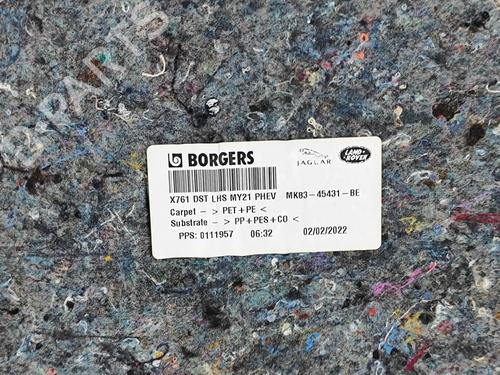 BORGERS
JAGUAR
LAND ROVER
X761 DST LHS MY21 PHEV MK83-45431-BE
Carpet -> PET+PE <
Substrate -> PP+PES+CO <
PPS: 0111957 06:32 02/02/2022